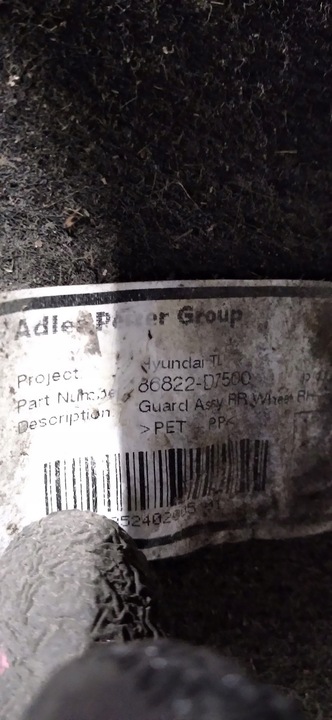 Adler Pelzer Group
Project Hyundai TL
Part Number 86822-D7500
Description Guard Assy RR Wheel RH
>PET PP<